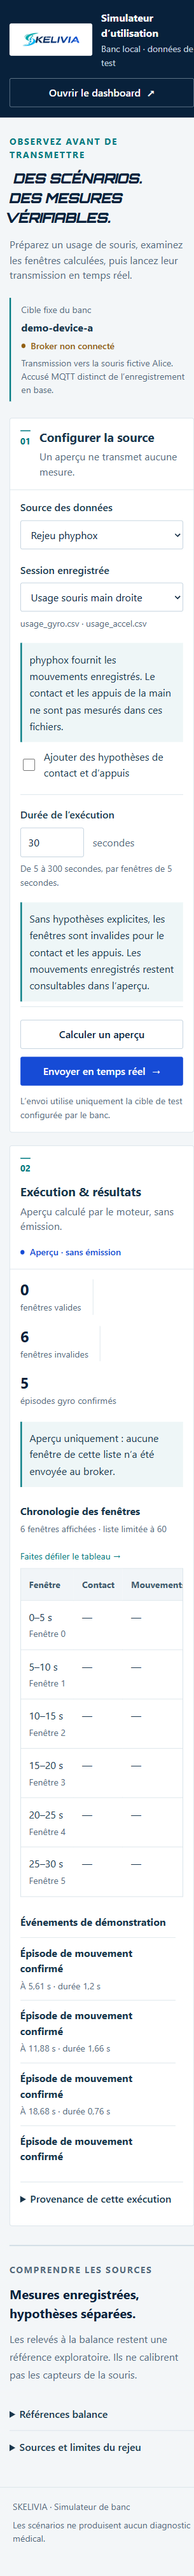 SKELIVIA
Simulateur
d'utilisation
Banc local · données de
test
Ouvrir le dashboard ↗
OBSERVEZ AVANT DE
TRANSMETTRE
DES SCÉNARIOS.
DES MESURES
VÉRIFIABLES.
Préparez un usage de souris, examinez
les fenêtres calculées, puis lancez leur
transmission en temps réel.
Cible fixe du banc
demo-device-a
Broker non connecté
Transmission vers la souris fictive Alice.
Accusé MQTT distinct de l'enregistrement
en base.
01
Configurer la source
Un aperçu ne transmet aucune
mesure.
Source des données
Rejeu phyphox
Session enregistrée
Usage souris main droite
usage_gyro.csv · usage_accel.csv
phyphox fournit les
mouvements enregistrés. Le
contact et les appuis de la main
ne sont pas mesurés dans ces
fichiers.
Ajouter des hypothèses de
contact et d'appuis
Durée de l'exécution
30 secondes
De 5 à 300 secondes, par fenêtres de 5
secondes.
Sans hypothèses explicites, les
fenêtres sont invalides pour le
contact et les appuis. Les
mouvements enregistrés restent
consultables dans l'aperçu.
Calculer un aperçu
Envoyer en temps réel →
L'envoi utilise uniquement la cible de test
configurée par le banc.
02
Exécution & résultats
Aperçu calculé par le moteur, sans
émission.
Aperçu · sans émission
0
fenêtres valides
6
fenêtres invalides
5
épisodes gyro confirmés
Aperçu uniquement : aucune
fenêtre de cette liste n'a été
envoyée au broker.
Chronologie des fenêtres
6 fenêtres affichées · liste limitée à 60
Faites défiler le tableau →
Fenêtre Contact Mouvement
0–5 s — —
Fenêtre 0
5–10 s — —
Fenêtre 1
10–15 s — —
Fenêtre 2
15–20 s — —
Fenêtre 3
20–25 s — —
Fenêtre 4
25–30 s — —
Fenêtre 5
Événements de démonstration
Épisode de mouvement
confirmé
À 5,61 s · durée 1,2 s
Épisode de mouvement
confirmé
À 11,88 s · durée 1,66 s
Épisode de mouvement
confirmé
À 18,68 s · durée 0,76 s
Épisode de mouvement
confirmé
Provenance de cette exécution
COMPRENDRE LES SOURCES
Mesures enregistrées,
hypothèses séparées.
Les relevés à la balance restent une
référence exploratoire. Ils ne calibrent
pas les capteurs de la souris.
Références balance
Sources et limites du rejeu
SKELIVIA · Simulateur de banc
Les scénarios ne produisent aucun diagnostic
médical.